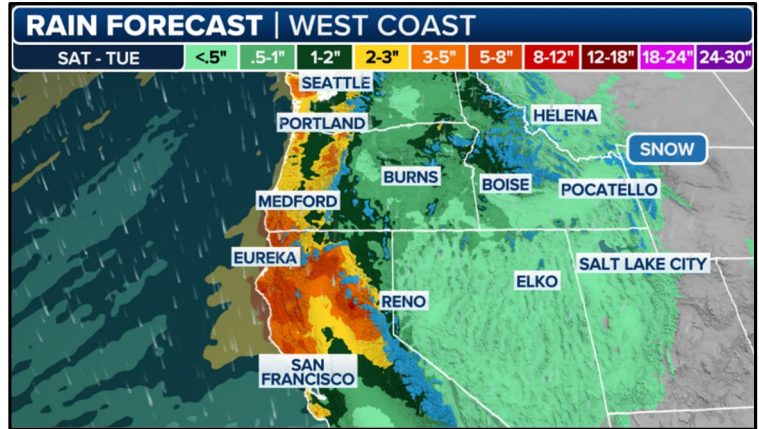 RAIN FORECAST | WEST COAST
SAT - TUE <.5" .5-1" 1-2" 2-3" 3-5" 5-8" 8-12" 12-18" 18-24" 24-30"
SEATTLE
HELENA
PORTLAND
SNOW
BURNS
BOISE
POCATELLO
MEDFORD
EUREKA
SALT LAKE CITY
ELKO
RENO
SAN
FRANCISCO